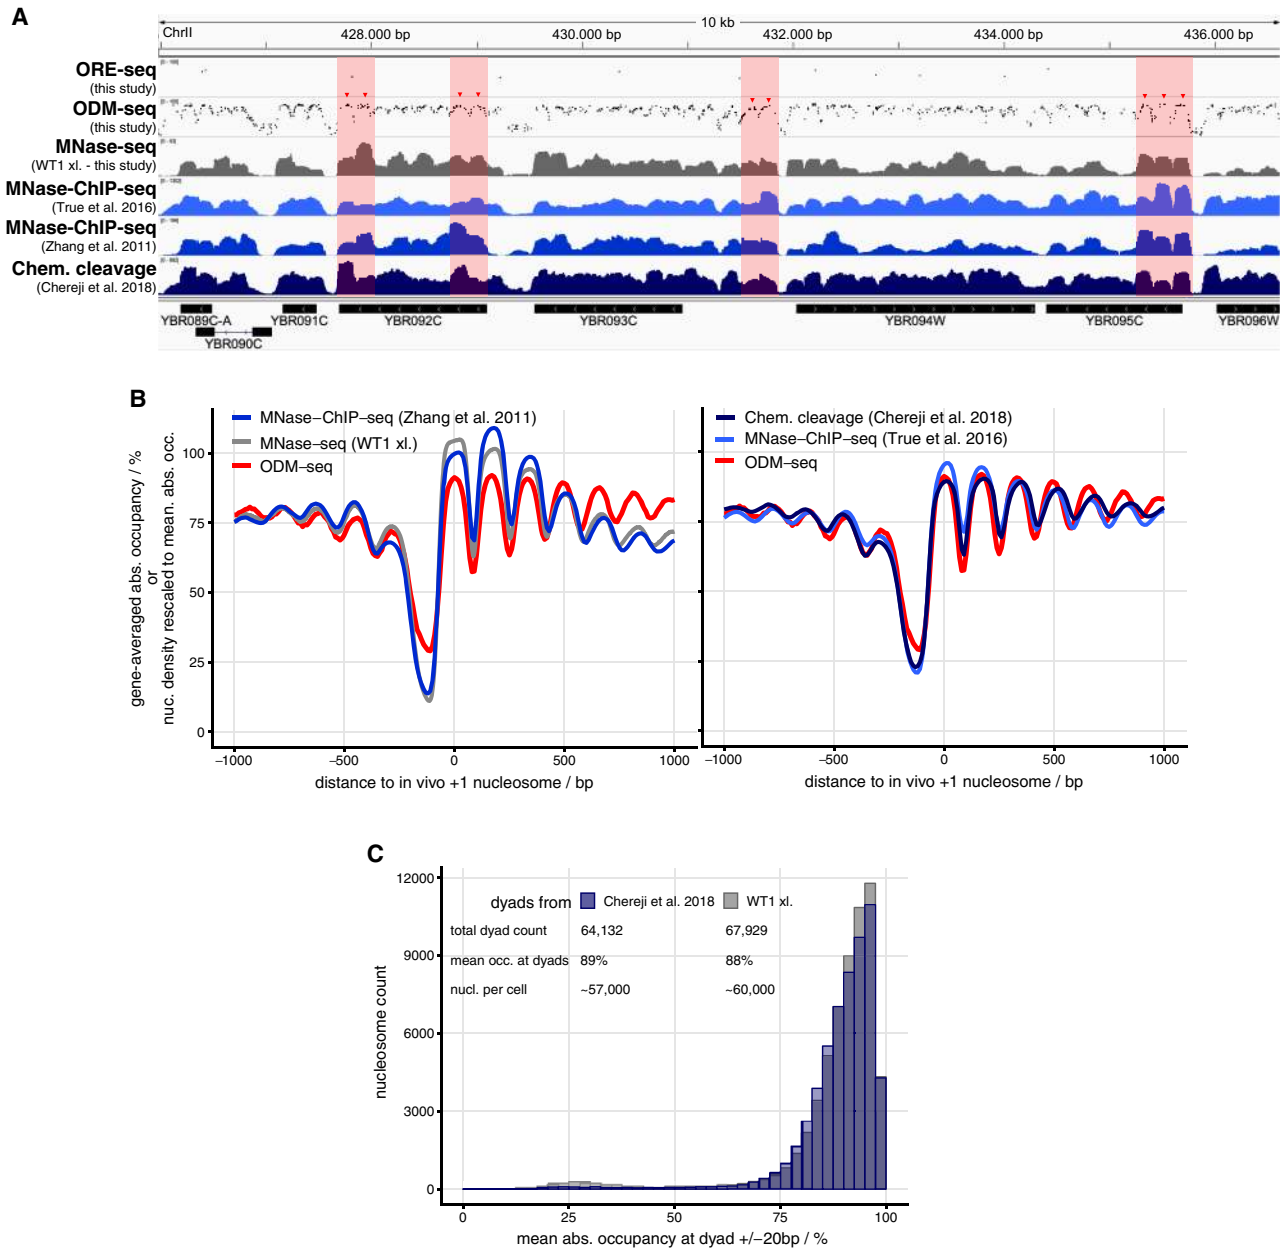 A
10 kb
ChrII
428.000 bp
430.000 bp
432.000 bp
434.000 bp
436.000 bp
ORE-seq
(this study)
ODM-seq
(this study)
MNase-seq
(WT1 xl. - this study)
MNase-ChIP-seq
(True et al. 2016)
MNase-ChIP-seq
(Zhang et al. 2011)
Chem. cleavage
(Chereji et al. 2018)
YBR089C-A
YBR091C
YBR092C
YBR093C
YBR094W
YBR095C
YBR096W
YBR090C
B
gene-averaged abs. occupancy / %
or
nuc. density rescaled to mean. abs. occ.
MNase−ChIP−seq (Zhang et al. 2011)
MNase−seq (WT1 xl.)
ODM−seq
100
75
50
25
0
−1000
−500
0
500
1000
distance to in vivo +1 nucleosome / bp
Chem. cleavage (Chereji et al. 2018)
MNase−ChIP−seq (True et al. 2016)
ODM−seq
−1000
−500
0
500
1000
distance to in vivo +1 nucleosome / bp
C
nucleosome count
12000
9000
6000
3000
0
dyads from Chereji et al. 2018 WT1 xl.
total dyad count 64,132 67,929
mean occ. at dyads 89% 88%
nucl. per cell ~57,000 ~60,000
0
25
50
75
100
mean abs. occupancy at dyad +/−20bp / %